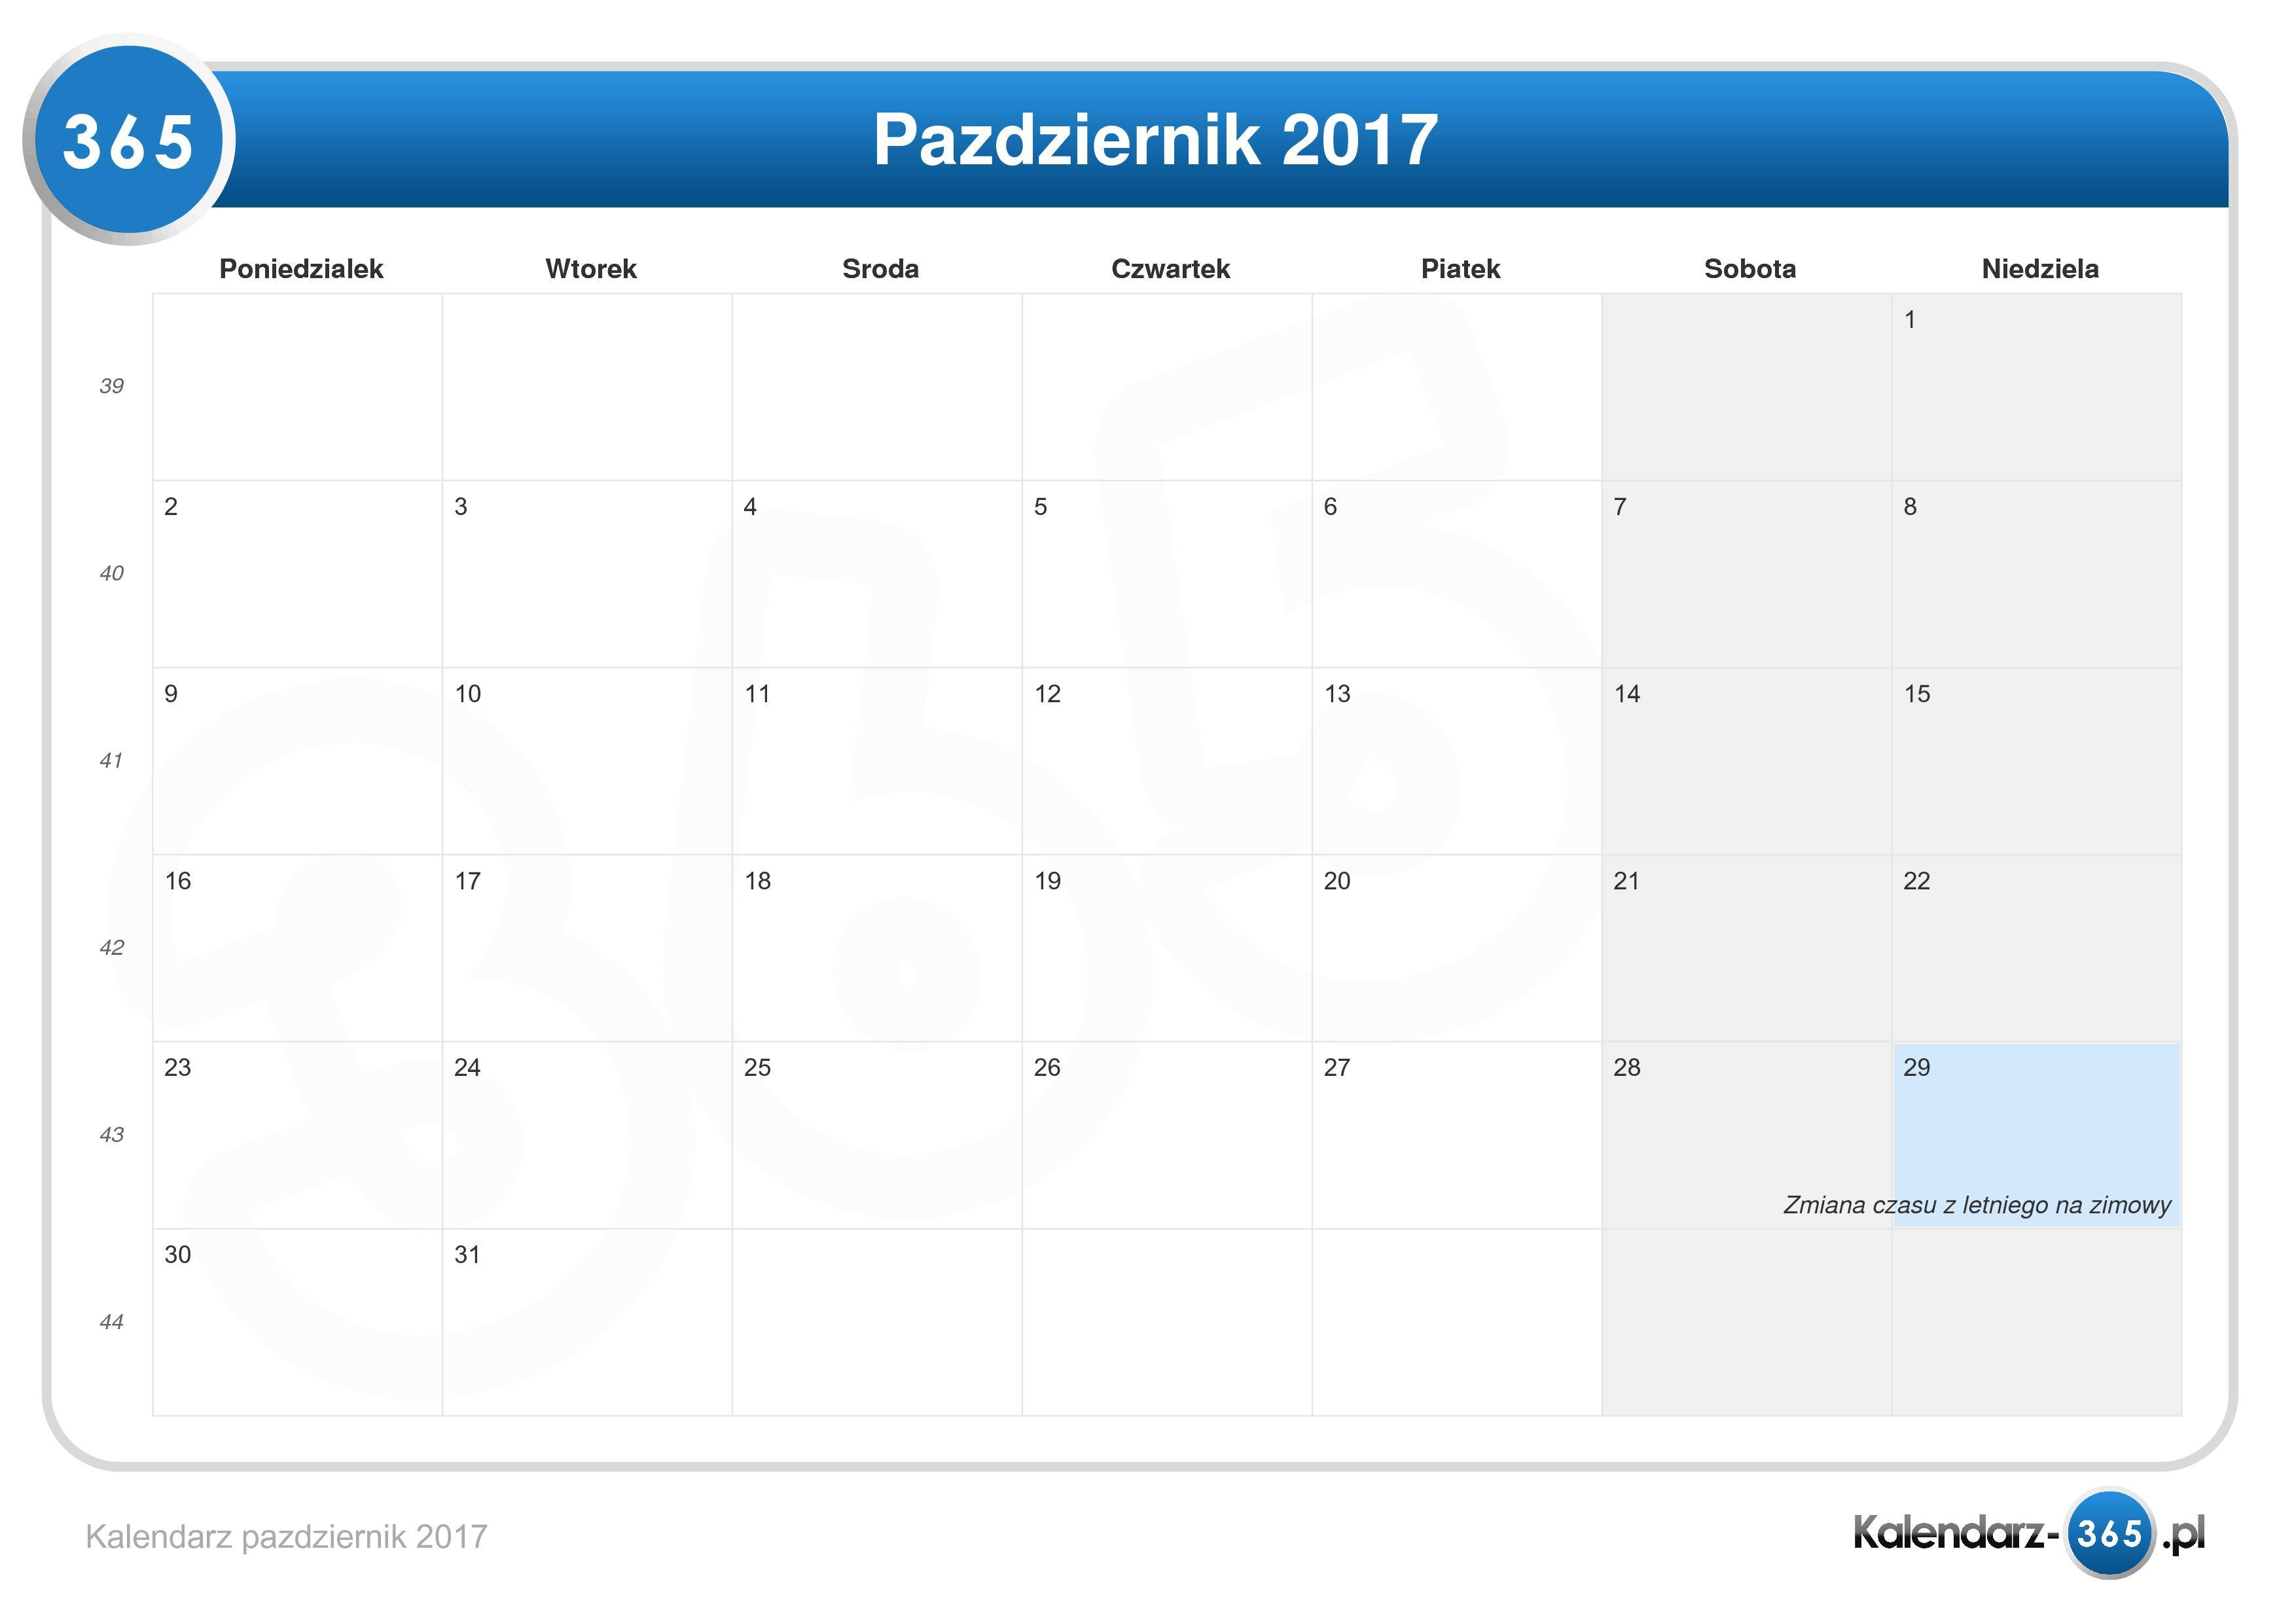 365
Pazdziernik 2017
Poniedzialek Wtorek Sroda Czwartek Piatek Sobota Niedziela
1
39
2 3 4 5 6 7 8
40
9 10 11 12 13 14 15
41
16 17 18 19 20 21 22
42
23 24 25 26 27 28 29
43
Zmiana czasu z letniego na zimowy
30 31
44
Kalendarz pazdziernik 2017
Kalendarz-365.pl